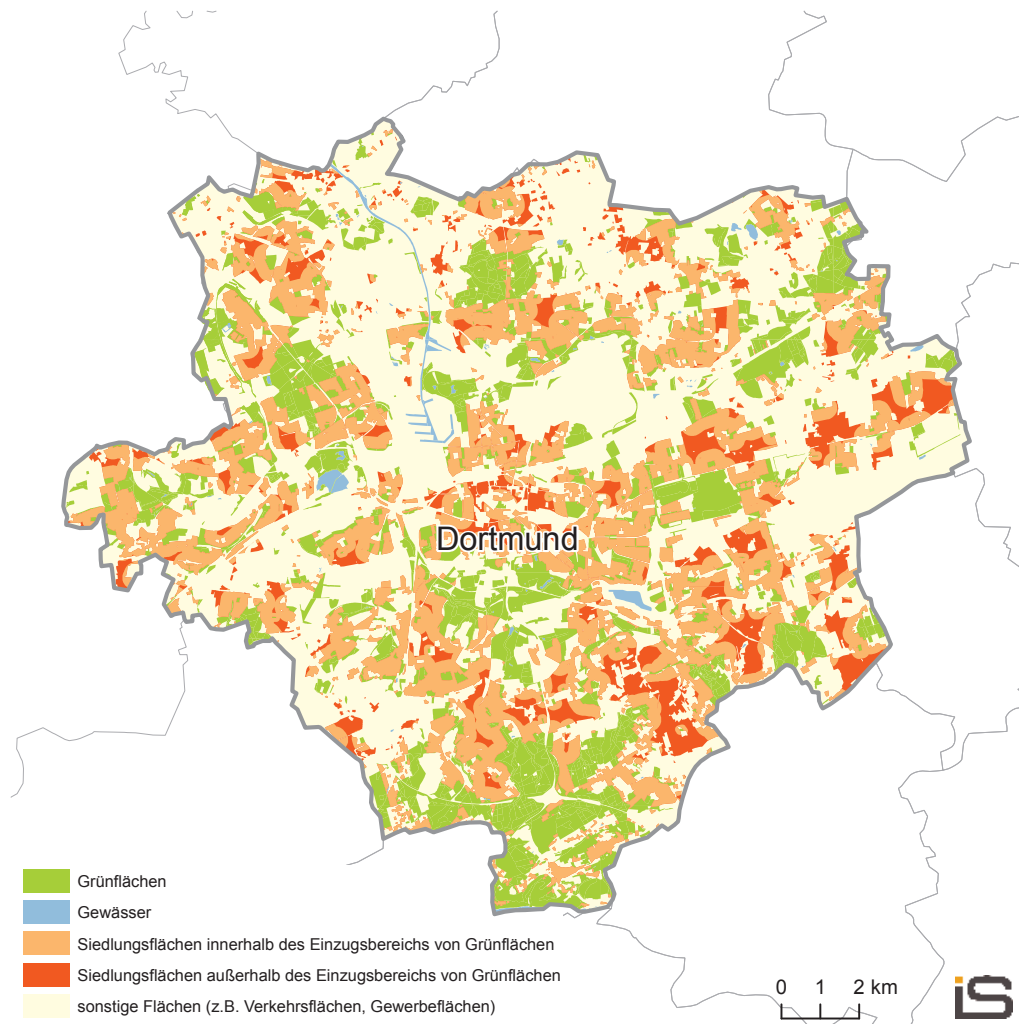 Dortmund
Grünflächen
Gewässer
Siedlungsflächen innerhalb des Einzugsbereichs von Grünflächen
Siedlungsflächen außerhalb des Einzugsbereichs von Grünflächen
sonstige Flächen (z.B. Verkehrsflächen, Gewerbeflächen)
0 1 2 km
is